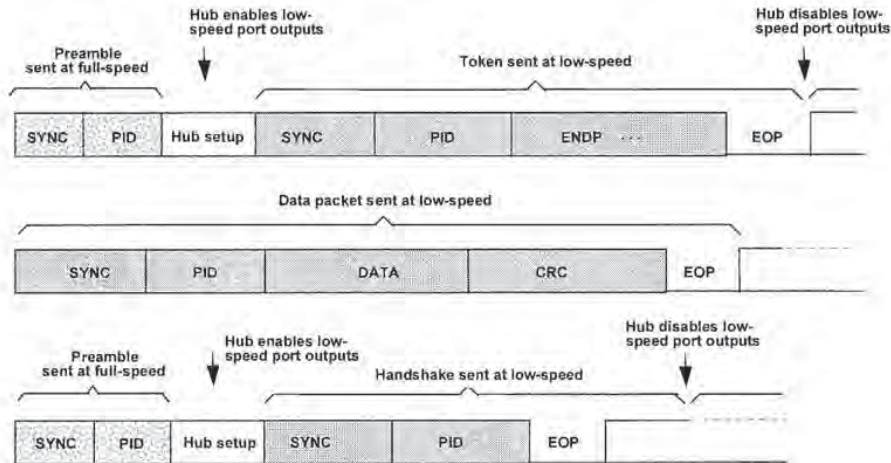 Hub enables low-
speed port outputs
Hub disables low-
speed port outputs
Preamble
sent at full-speed
Token sent at low-speed
SYNC PID Hub setup SYNC PID ENDP ... EOP
Data packet sent at low-speed
SYNC PID DATA CRC EOP
Hub enables low-
speed port outputs
Hub disables low-
speed port outputs
Preamble
sent at full-speed
Handshake sent at low-speed
SYNC PID Hub setup SYNC PID EOP